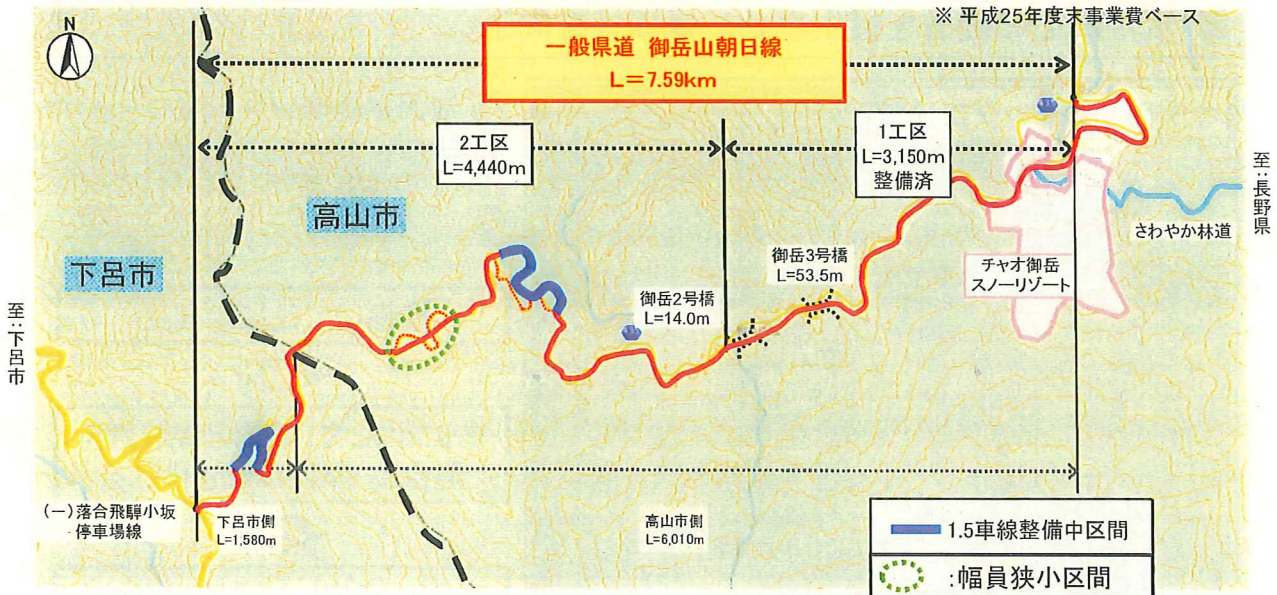 ※ 平成25年度末事業費ベース
N
一般県道 御岳山朝日線
L=7.59km
2工区
L=4,440m
1工区
L=3,150m
整備済
高山市
下呂市
至:下呂市
至:長野県
さわやか林道
チャオ御岳
スノーリゾート
御岳3号橋
L=53.5m
御岳2号橋
L=14.0m
(一)落合飛騨小坂
停車場線
下呂市側
L=1,580m
高山市側
L=6,010m
1.5車線整備中区間
:幅員狭小区間